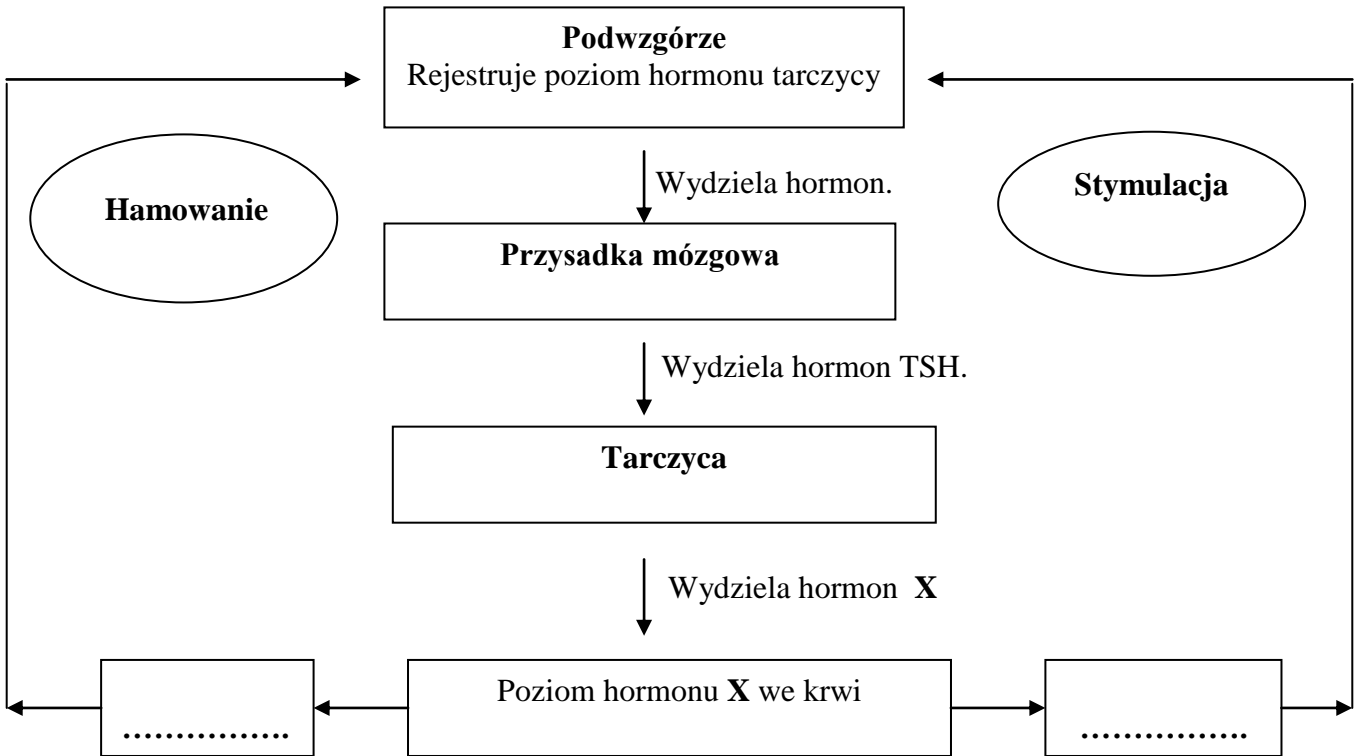 Podwzgórze
Rejestruje poziom hormonu tarczycy
Wydziela hormon.
Hamowanie
Stymulacja
Przysadka mózgowa
Wydziela hormon TSH.
Tarczyca
Wydziela hormon X
Poziom hormonu X we krwi
................
................